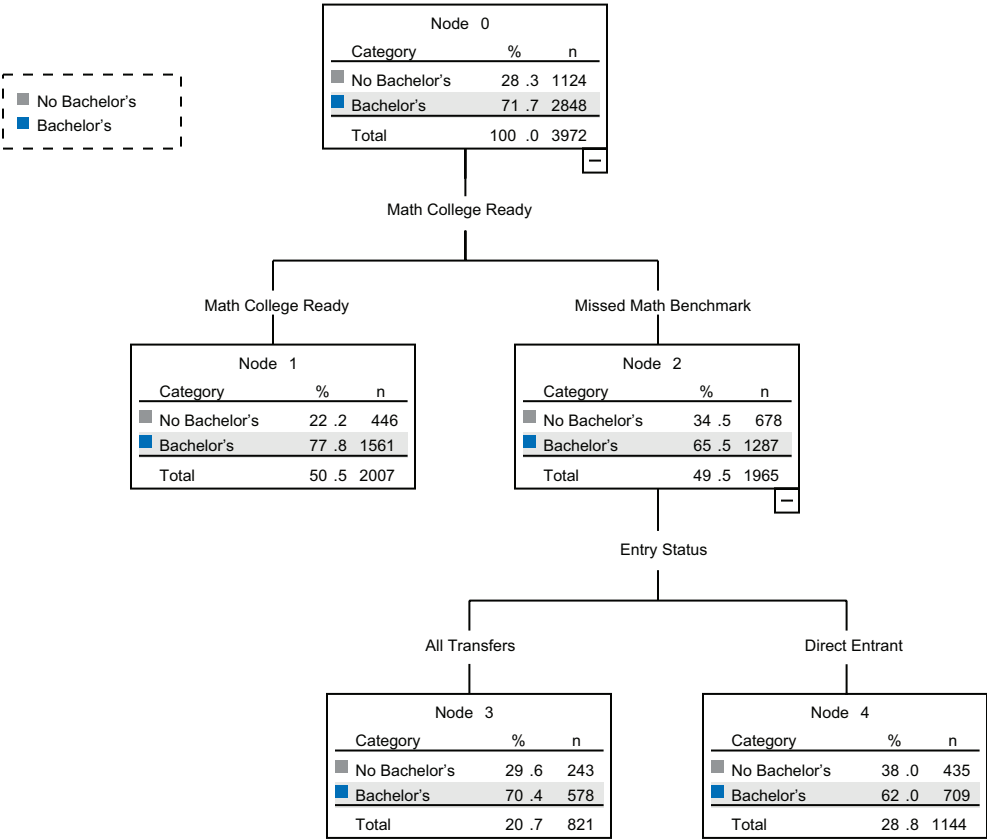 Node 0
Category % n
No Bachelor's 28 .3 1124
Bachelor's 71 .7 2848
Total 100 .0 3972
No Bachelor's
Bachelor's
Math College Ready
Math College Ready
Missed Math Benchmark
Node 1
Category % n
No Bachelor's 22 .2 446
Bachelor's 77 .8 1561
Total 50 .5 2007
Node 2
Category % n
No Bachelor's 34 .5 678
Bachelor's 65 .5 1287
Total 49 .5 1965
Entry Status
All Transfers
Direct Entrant
Node 3
Category % n
No Bachelor's 29 .6 243
Bachelor's 70 .4 578
Total 20 .7 821
Node 4
Category % n
No Bachelor's 38 .0 435
Bachelor's 62 .0 709
Total 28 .8 1144